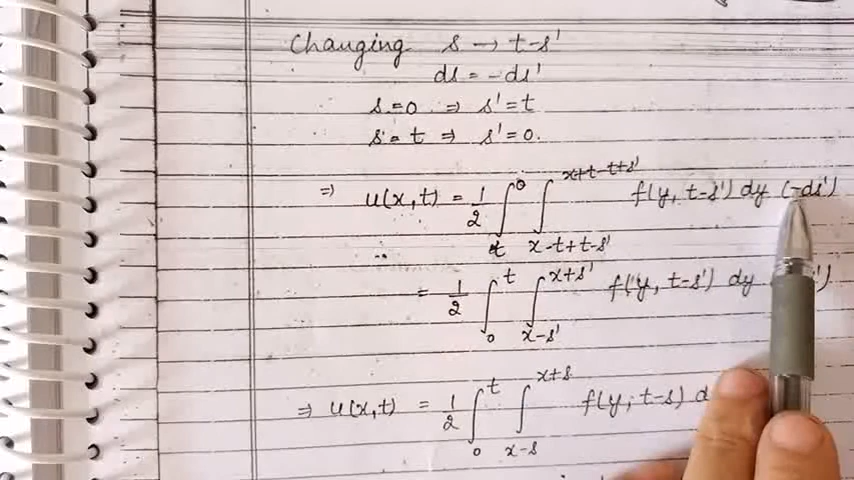 Changing s → t-s'
ds = -ds'
s=0 ⇒ s'=t
s = t ⇒ s'=0.
⇒ u(x,t) = 1/2 ∫_t^0 ∫_{x-t+t-s'}^{x+t-t+s'} f(y, t-s') dy (-ds')
= 1/2 ∫_0^t ∫_{x-s'}^{x+s'} f(y, t-s') dy
⇒ u(x,t) = 1/2 ∫_0^t ∫_{x-s}^{x+s} f(y, t-s)